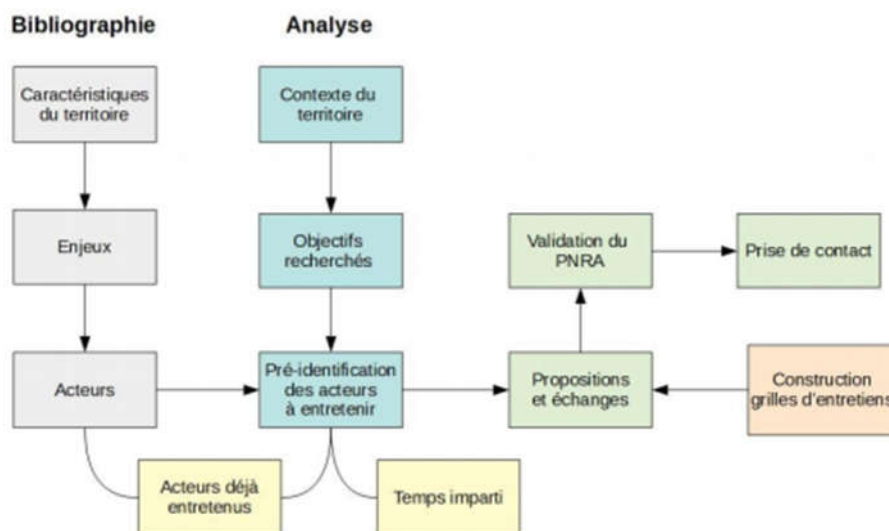 Bibliographie
Analyse
Caractéristiques
du territoire
Contexte du
territoire
Enjeux
Objectifs
recherchés
Validation du
PNRA
Prise de contact
Acteurs
Pré-identification
des acteurs
à entretenir
Propositions
et échanges
Construction
grilles d'entretiens
Acteurs déjà
entretenus
Temps imparti